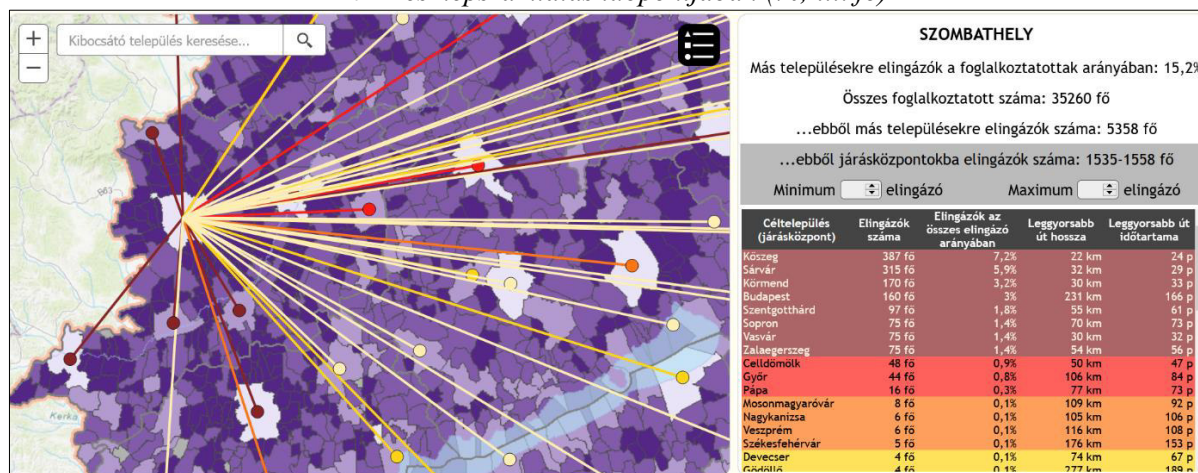 Kibocsátó település keresése...
B63
Kerka
SZOMBATHELY
Más településekre elingázók a foglalkoztatottak arányában: 15,2%
Összes foglalkoztatott száma: 35260 fő
...ebből más településekre elingázók száma: 5358 fő
...ebből járásközpontokba elingázók száma: 1535-1558 fő
Minimum elingázó Maximum elingázó
Céltelepülés (járásközpont) Elingázók száma Elingázók az összes elingázó arányában Leggyorsabb út hossza Leggyorsabb út időtartama
Kőszeg 387 fő 7,2% 22 km 24 p
Sárvár 315 fő 5,9% 32 km 29 p
Körmend 170 fő 3,2% 30 km 33 p
Budapest 160 fő 3% 231 km 166 p
Szentgotthárd 97 fő 1,8% 55 km 61 p
Sopron 75 fő 1,4% 70 km 73 p
Vasvár 75 fő 1,4% 30 km 32 p
Zalaegerszeg 75 fő 1,4% 54 km 56 p
Celldömölk 48 fő 0,9% 50 km 47 p
Győr 44 fő 0,8% 106 km 84 p
Pápa 16 fő 0,3% 77 km 73 p
Mosonmagyaróvár 8 fő 0,1% 109 km 92 p
Nagykanizsa 6 fő 0,1% 105 km 106 p
Veszprém 6 fő 0,1% 116 km 108 p
Székesfehérvár 5 fő 0,1% 176 km 153 p
Devecser 4 fő 0,1% 74 km 67 p
Gödöllő 4 fő 0,1% 277 km 189 p